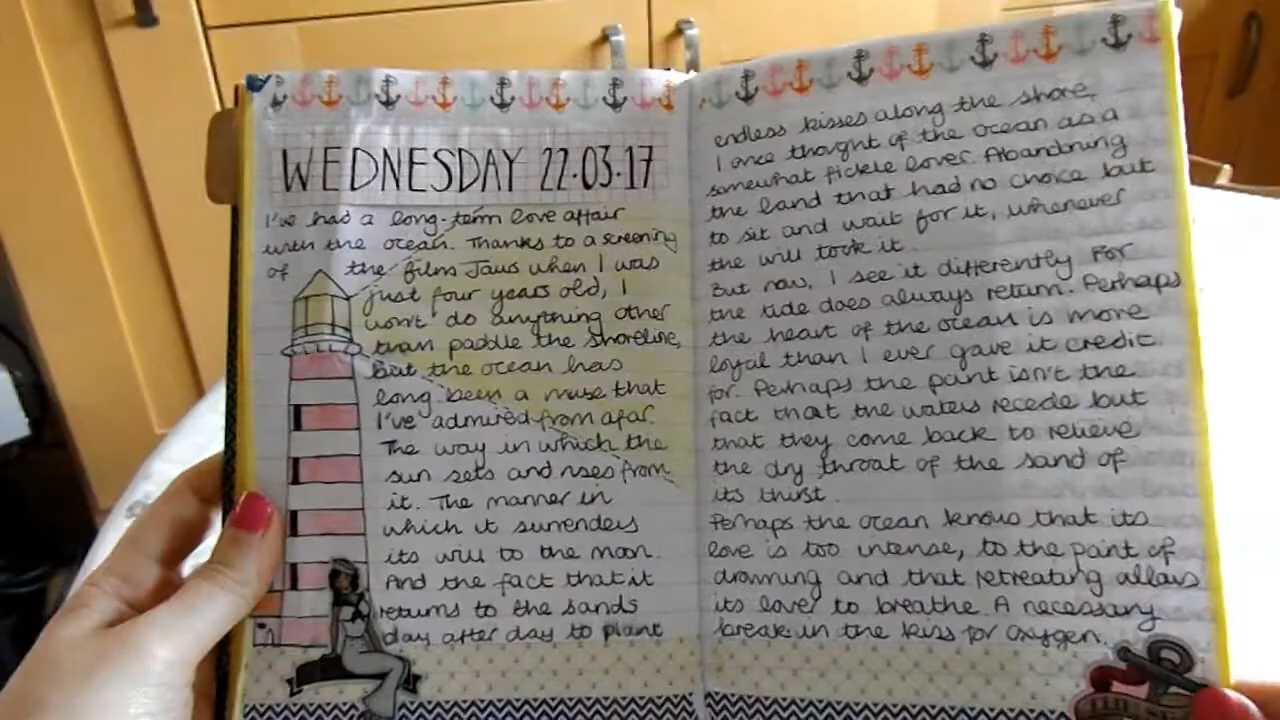 WEDNESDAY 22.03.17
I've had a long-term love affair
with the ocean. Thanks to a screening
of the film Jaws when I was
just four years old, I
won't do anything other
than paddle the shoreline,
but the ocean has
long been a muse that
I've admired from afar.
The way in which the
sun sets and rises from
it. The manner in
which it surrenders
its will to the moon.
And the fact that it
returns to the sands
day after day to plant
endless kisses along the shore.
I once thought of the ocean as a
somewhat fickle lover. Abandoning
the land that had no choice but
to sit and wait for it, whenever
the will took it.
But now, I see it differently. For
the tide does always return. Perhaps
the heart of the ocean is more
loyal than I ever gave it credit
for. Perhaps the point isn't the
fact that the waters recede but
that they come back to relieve
the dry throat of the sand of
its thirst.
Perhaps the ocean knows that its
love is too intense, to the point of
drowning and that retreating allows
its lover to breathe. A necessary
break in the kiss for oxygen.